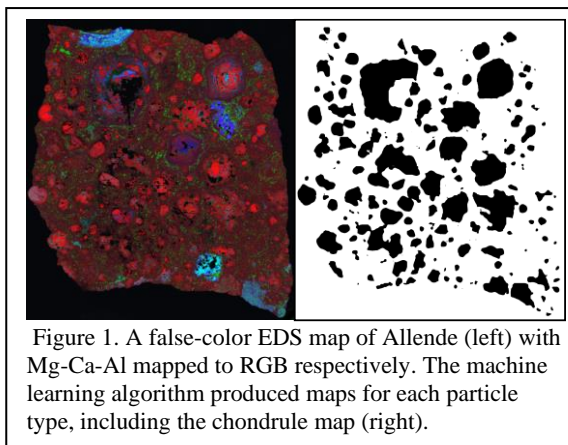 Figure 1. A false-color EDS map of Allende (left) with
Mg-Ca-Al mapped to RGB respectively. The machine
learning algorithm produced maps for each particle
type, including the chondrule map (right).